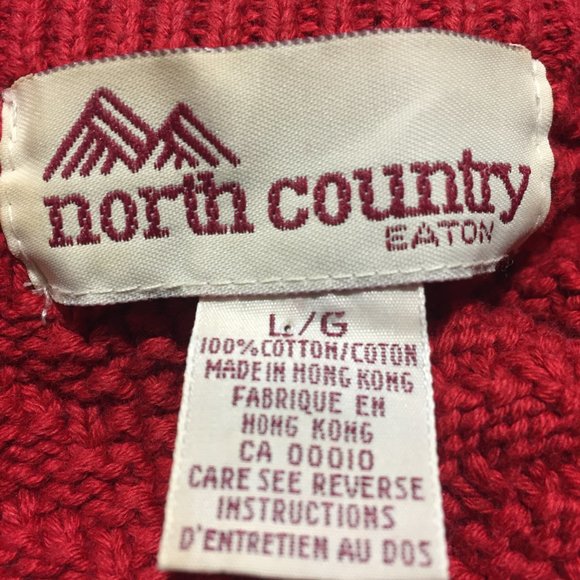 north country
EATON
L./G
100% COTTON/COTON
MADE IN HONG KONG
FABRIQUE EN
HONG KONG
CA 00010
CARE SEE REVERSE
INSTRUCTIONS
D'ENTRETIEN AU DOS